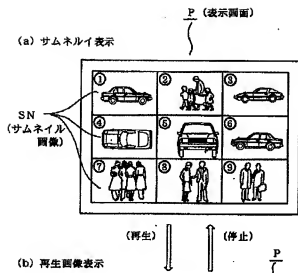 P (表示画面)
(a) サムネルイ表示
① ② ③
SN
(サムネイル
画像)
④ ⑤ ⑥
⑦ ⑧ ⑨
(再生) (停止)
P
(b) 再生画像表示